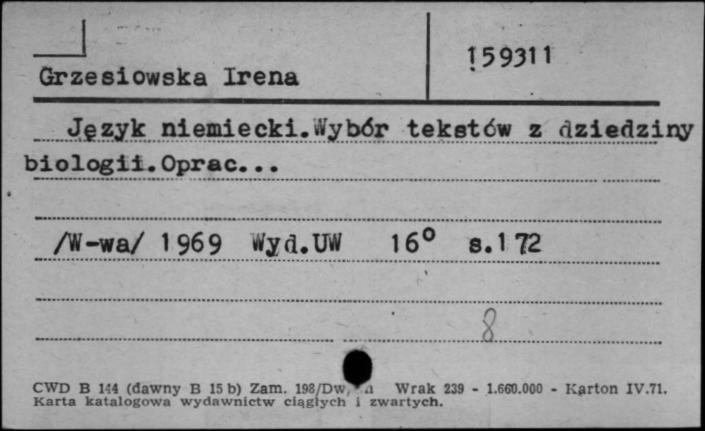 159311
Grzesiowska Irena
Język niemiecki.Wybór tekstów z dziedziny
biologii.Oprac...
/W-wa/ 1969 Wyd.UW 16° s.172
8
CWD B 144 (dawny B 15 b) Zam. 198/Dw, Wrak 239 - 1.660.000 - Karton IV.71.
Karta katalogowa wydawnictw ciągłych i zwartych.